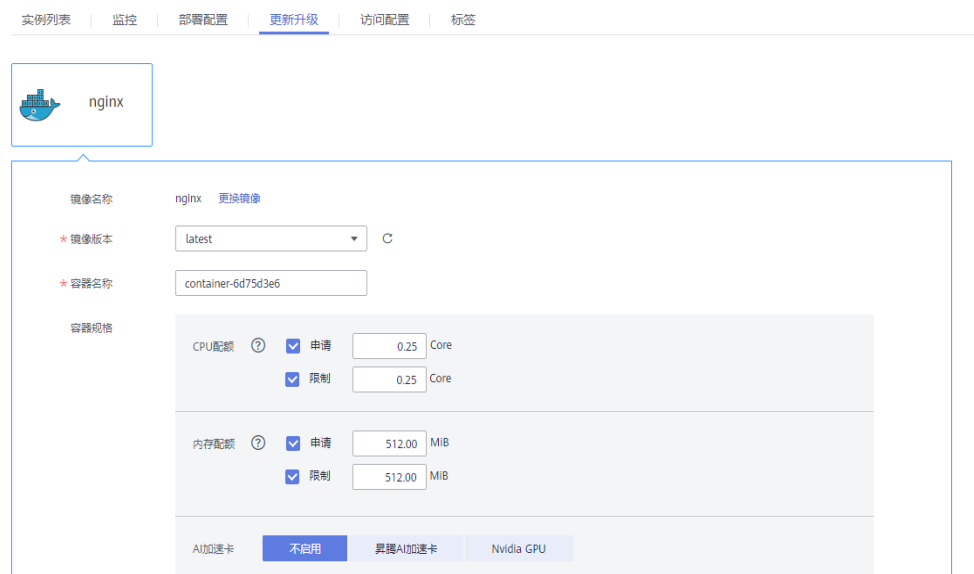 实例列表 监控 部署配置 更新升级 访问配置 标签
nginx
镜像名称 nginx 更换镜像
* 镜像版本 latest
* 容器名称 container-6d75d3e6
容器规格
CPU配额 ? 申请 0.25 Core
限制 0.25 Core
内存配额 ? 申请 512.00 MiB
限制 512.00 MiB
AI加速卡 不启用 昇腾AI加速卡 Nvidia GPU